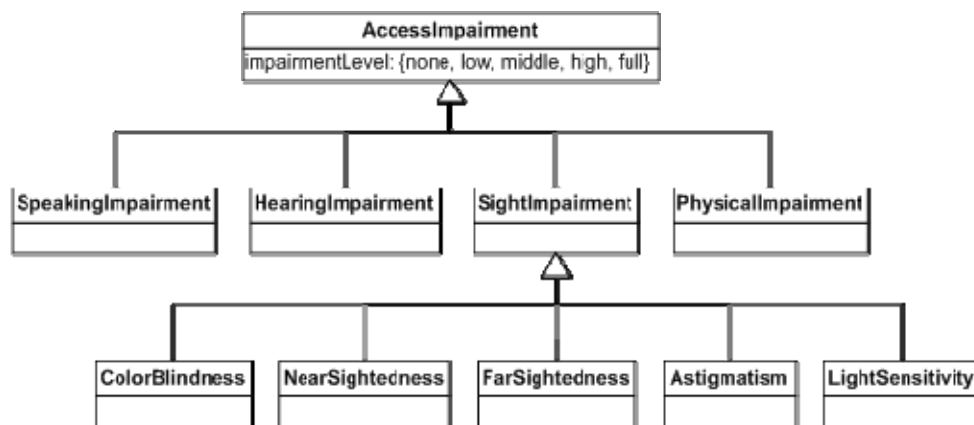 AccessImpairment
impairmentLevel: {none, low, middle, high, full}
SpeakingImpairment
HearingImpairment
SightImpairment
PhysicalImpairment
ColorBlindness
NearSightedness
FarSightedness
Astigmatism
LightSensitivity